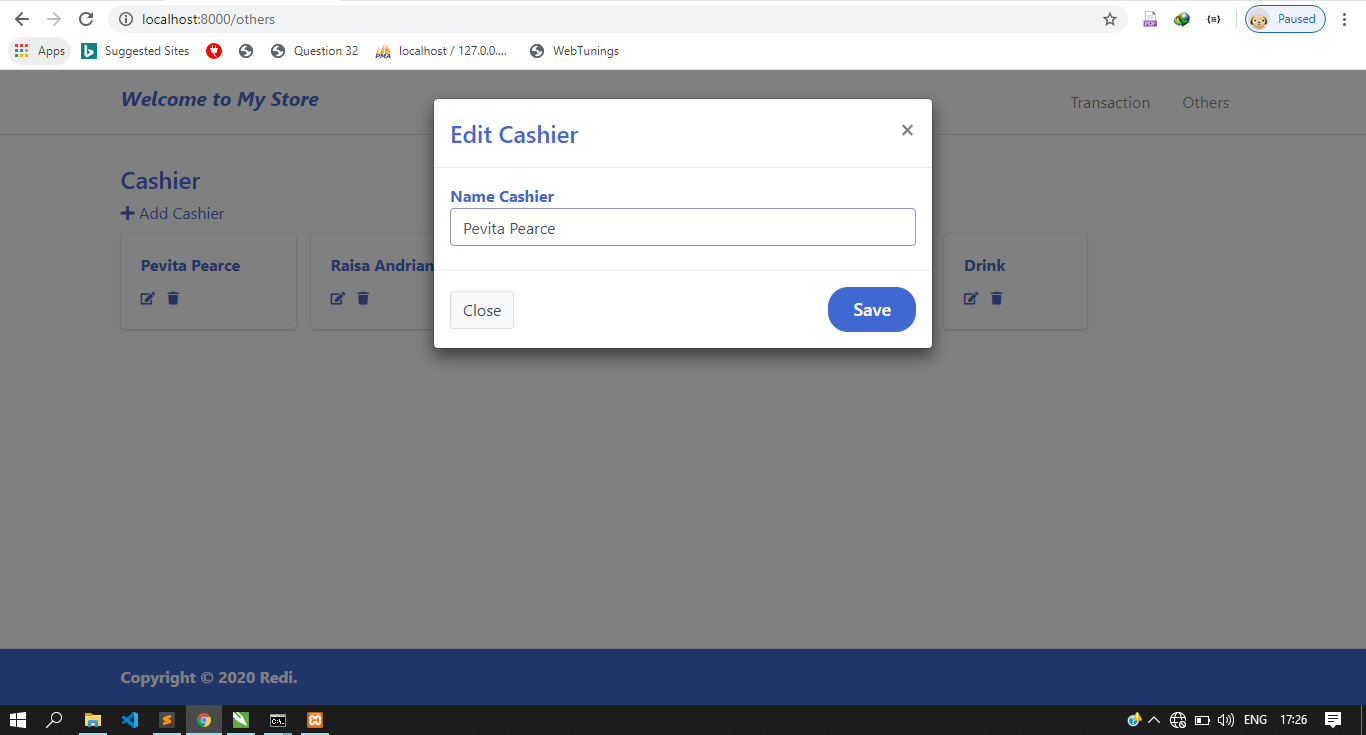 localhost:8000/others
Paused
Apps
Suggested Sites
Question 32
localhost / 127.0.0....
WebTunings
Welcome to My Store
Transaction
Others
Edit Cashier
×
Cashier
Add Cashier
Name Cashier
Pevita Pearce
Pevita Pearce
Raisa Andrian
Drink
Close
Save
Copyright © 2020 Redi.
ENG
17:26